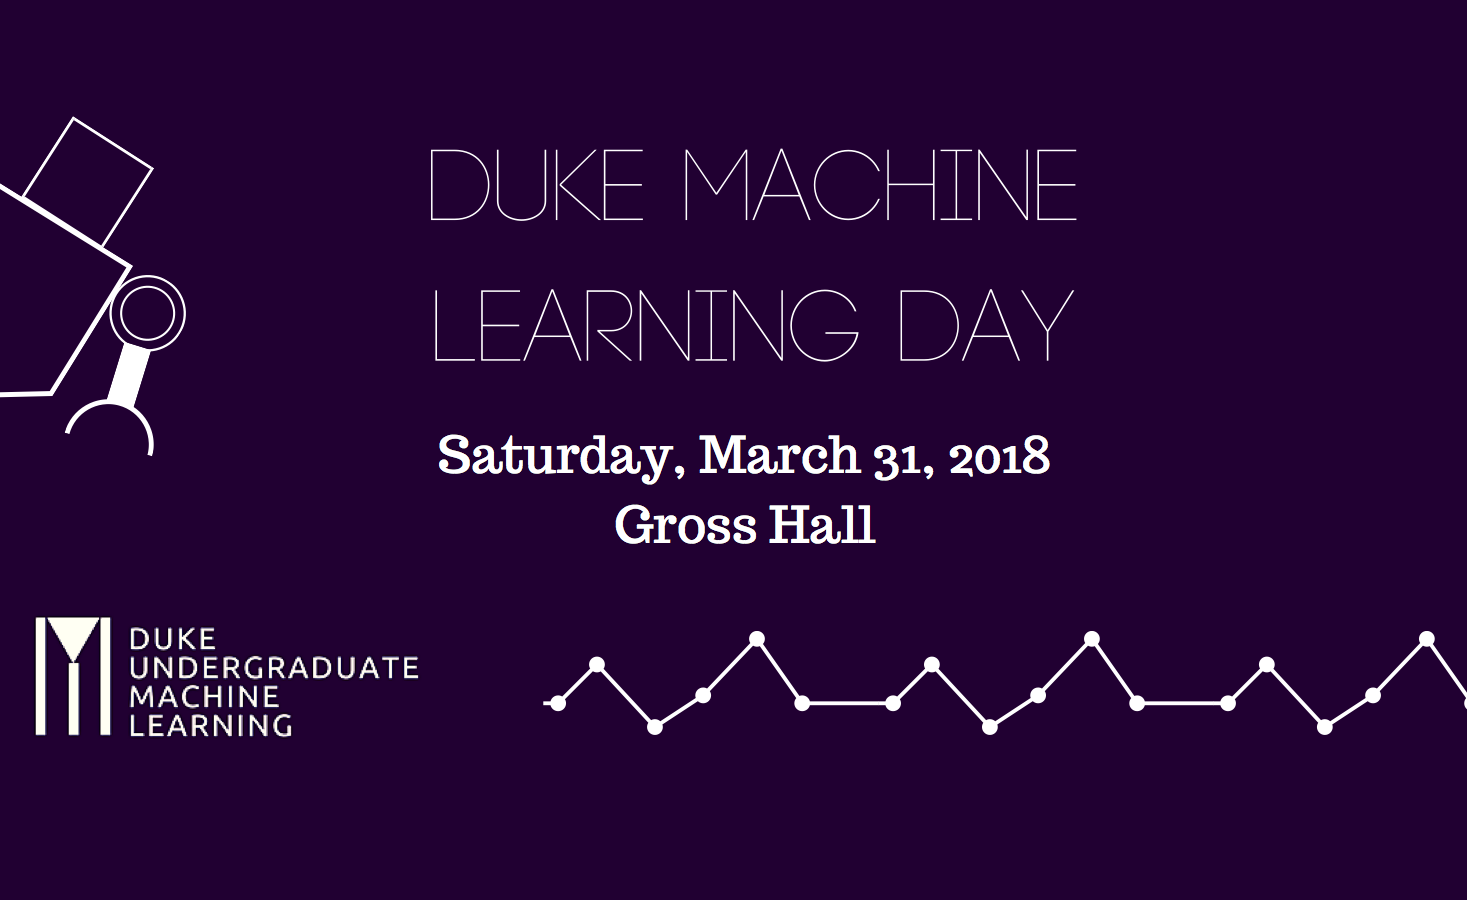 DUKE MACHINE
LEARNING DAY
Saturday, March 31, 2018
Gross Hall
DUKE
UNDERGRADUATE
MACHINE
LEARNING